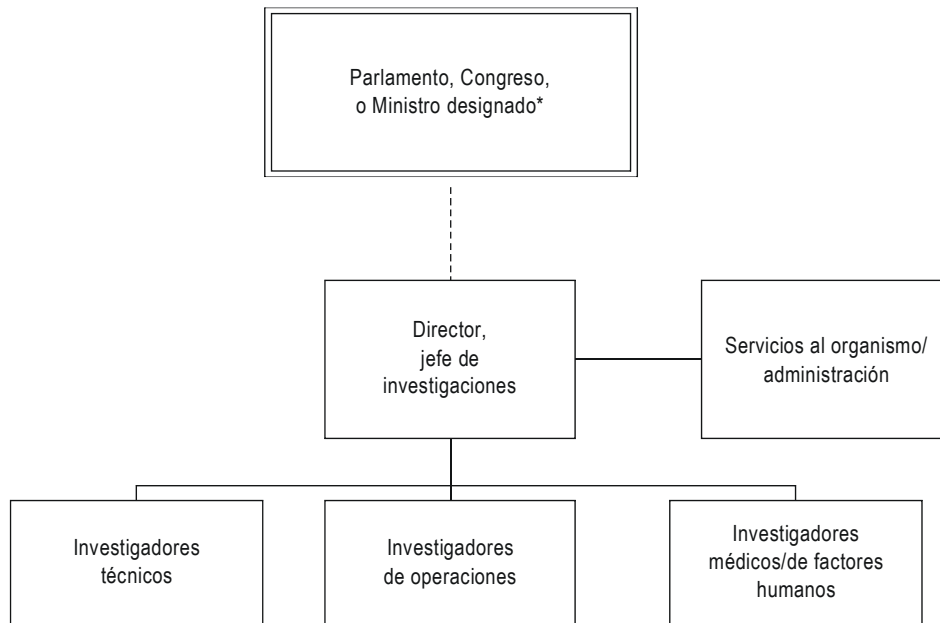 Parlamento, Congreso,
o Ministro designado*
Director,
jefe de
investigaciones
Servicios al organismo/
administración
Investigadores
técnicos
Investigadores
de operaciones
Investigadores
médicos/de factores
humanos